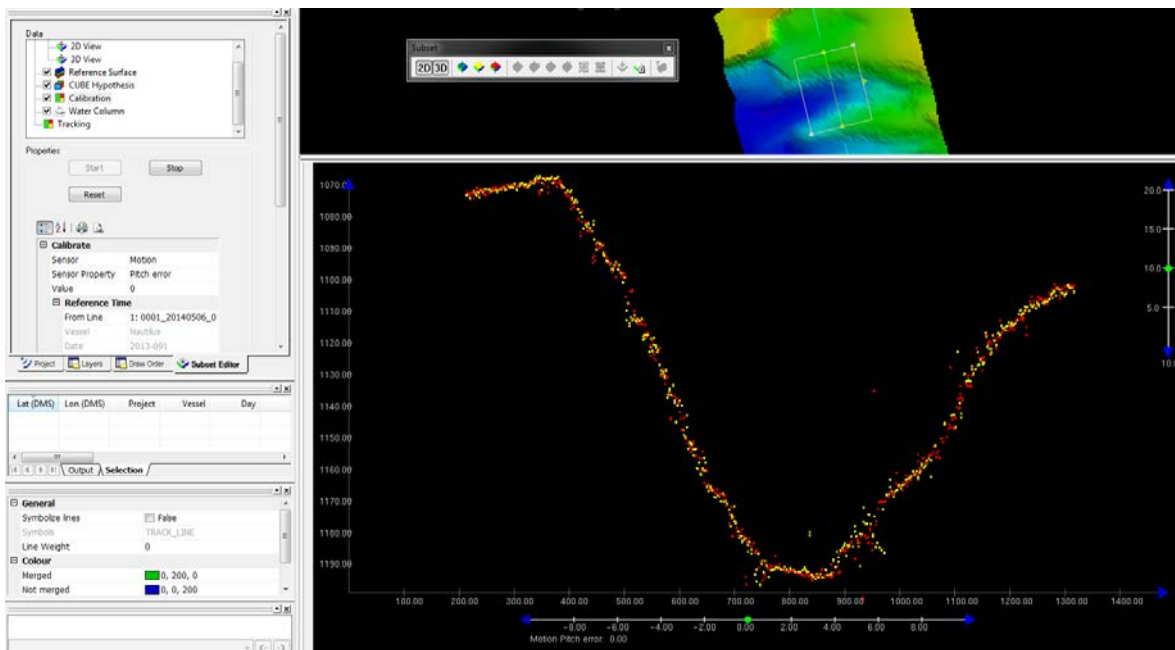 Data
2D View
3D View
Reference Surface
CUBE Hypothesis
Calibration
Water Column
Tracking
Properties
Start Stop
Reset
Calibrate
Sensor Motion
Sensor Property Pitch error
Value 0
Reference Time
From Line 1: 0001_20140506_0
Vessel Nautilus
Date 2013-091
Project Layers Draw Order Subset Editor
Lat (DMS) Lon (DMS) Project Vessel Day
Output Selection
General
Symbolize lines False
Symbols TRACK_LINE
Line Weight 0
Colour
Merged 0, 200, 0
Not merged 0, 0, 200
Subset
2D 3D
1070.00
1080.00
1090.00
1100.00
1110.00
1120.00
1130.00
1140.00
1150.00
1160.00
1170.00
1180.00
1190.00
100.00 200.00 300.00 400.00 500.00 600.00 700.00 800.00 900.00 1000.00 1100.00 1200.00 1300.00 1400.00
-8.00 -6.00 -4.00 -2.00 0.00 2.00 4.00 6.00 8.00
Motion Pitch error: 0.00
20.0
15.0
10.0
5.0